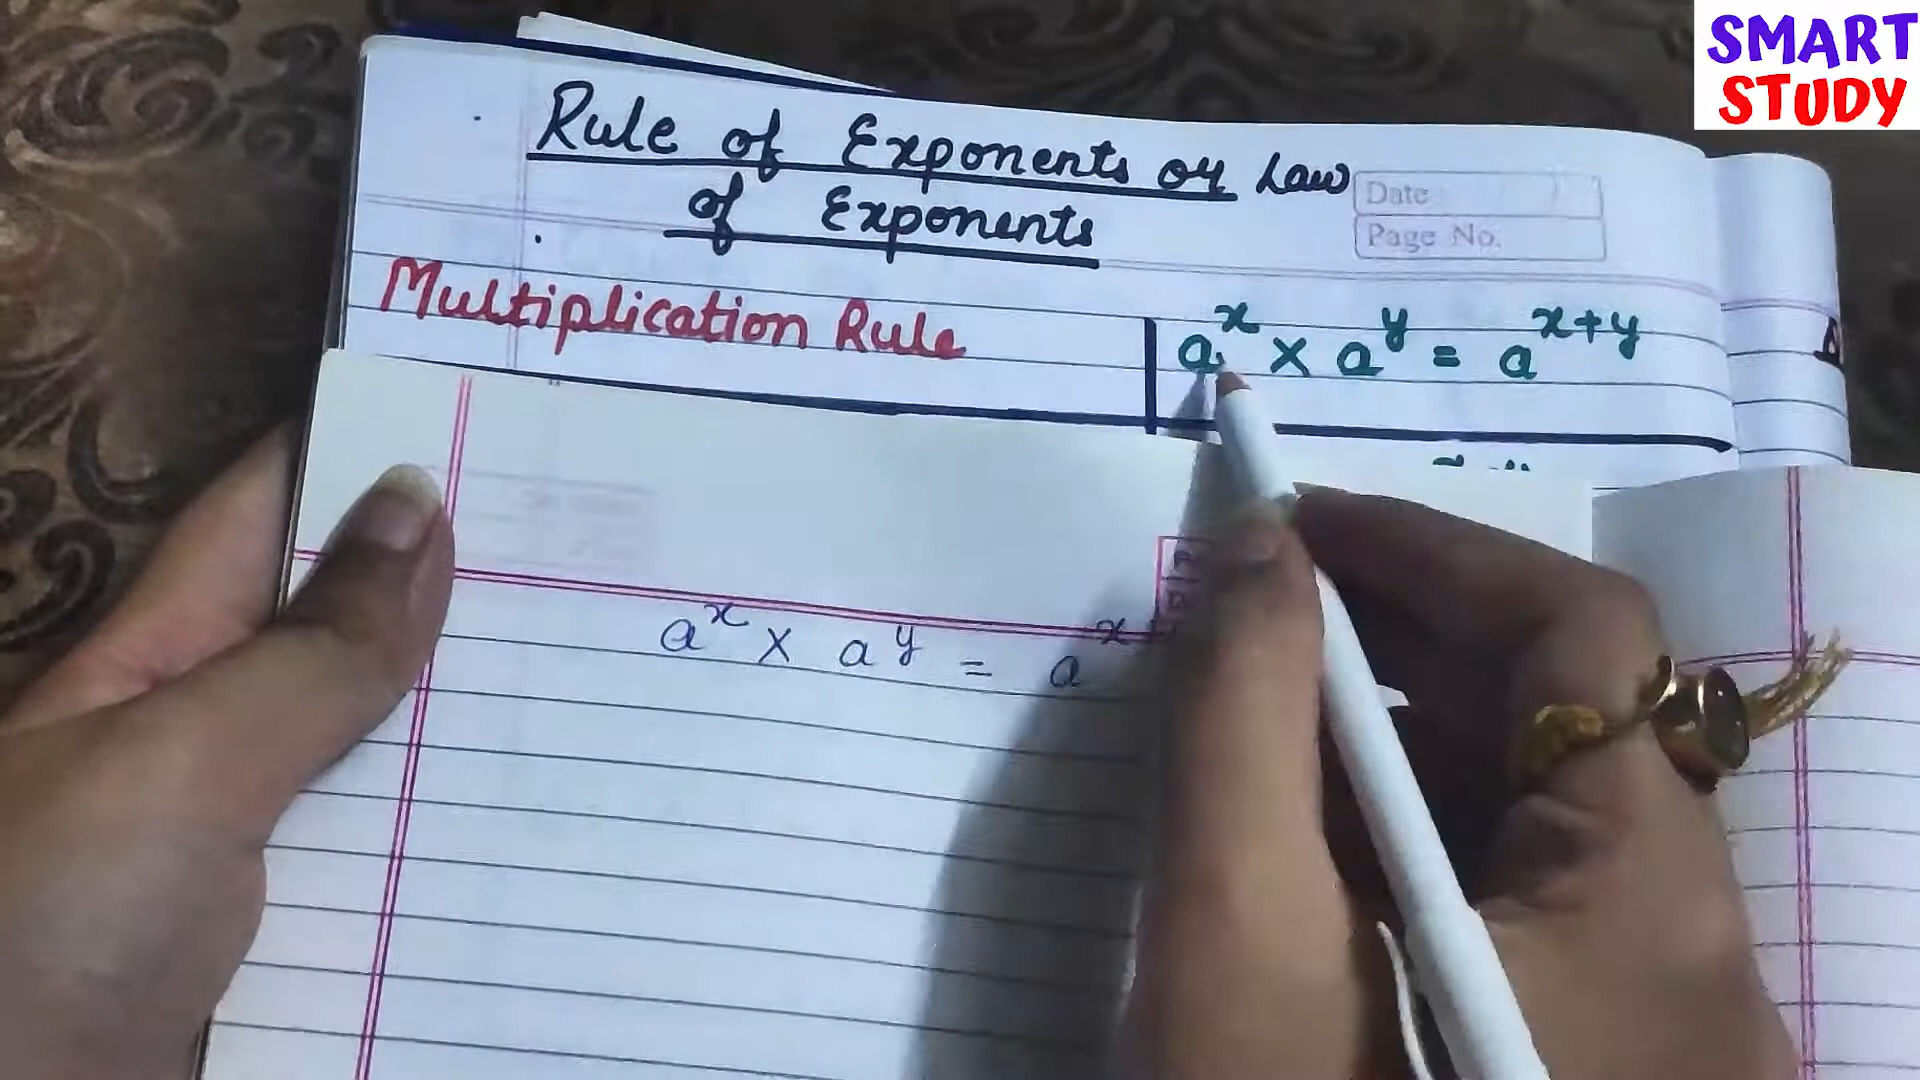 SMART
STUDY
Rule of Exponents or Law
of Exponents
Date
Page No.
Multiplication Rule
a^x × a^y = a^{x+y}
a^x × a^y = a^x